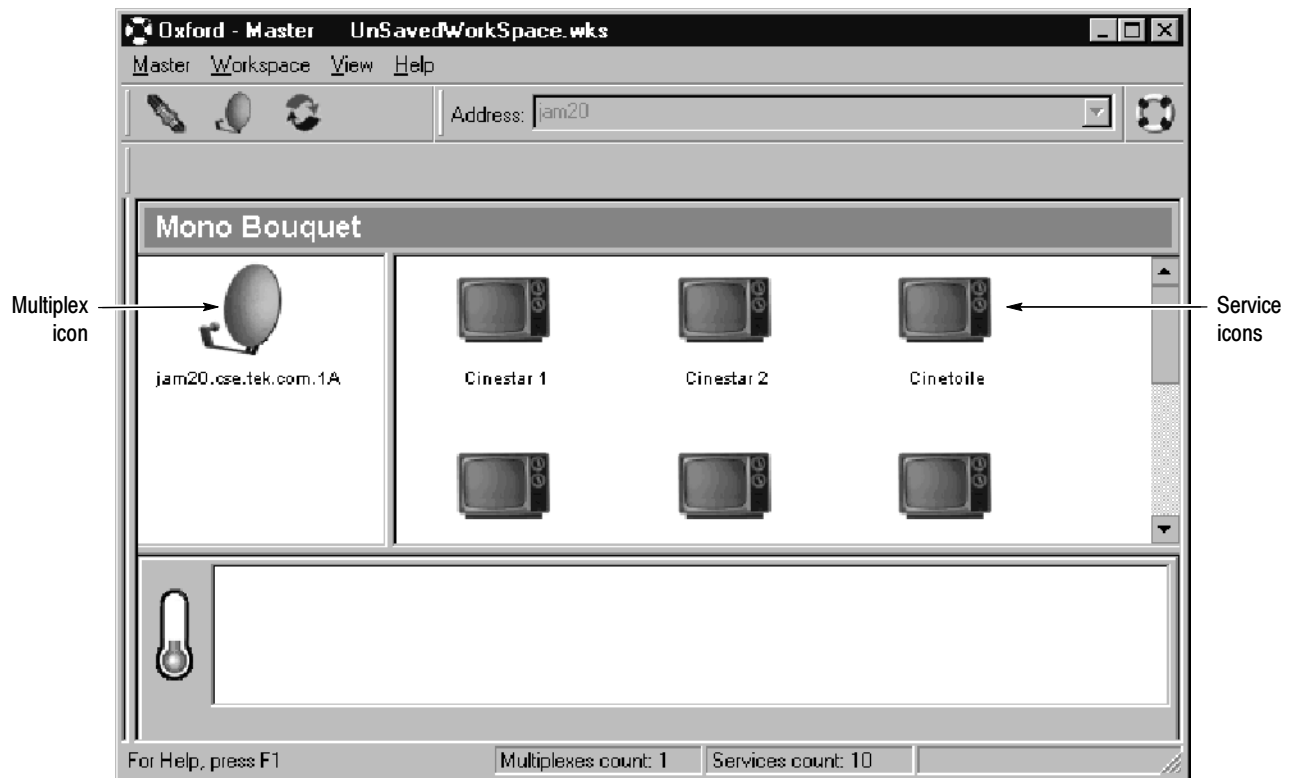 Oxford - Master UnSavedWorkSpace.wks
Master Workspace View Help
Address: jam20
Mono Bouquet
Multiplex
icon
Service
icons
jam20.cse.tek.com.1A
Cinestar 1
Cinestar 2
Cinetoile
For Help, press F1
Multiplexes count: 1
Services count: 10